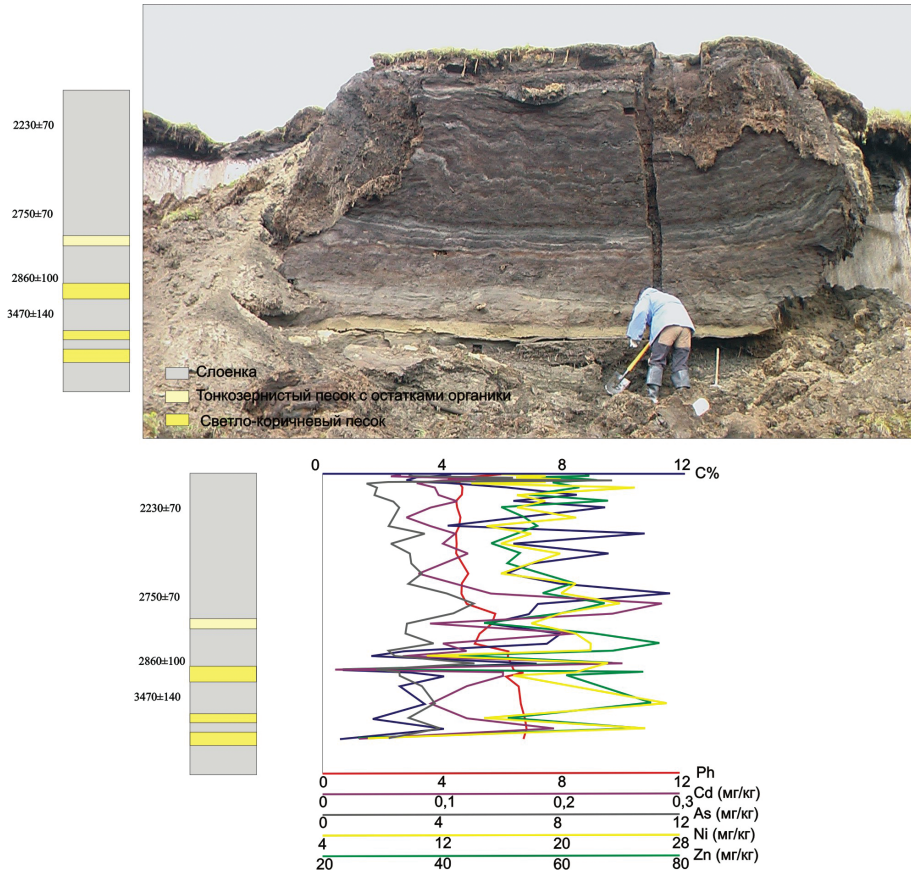 2230±70
2750±70
2860±100
3470±140
Слоенка
Тонкозернистый песок с остатками органики
Светло-коричневый песок
0 4 8 12 C%
2230±70
2750±70
2860±100
3470±140
Ph
0 4 8 12
Cd (мг/кг)
0 0,1 0,2 0,3
As (мг/кг)
0 4 8 12
Ni (мг/кг)
4 12 20 28
Zn (мг/кг)
20 40 60 80